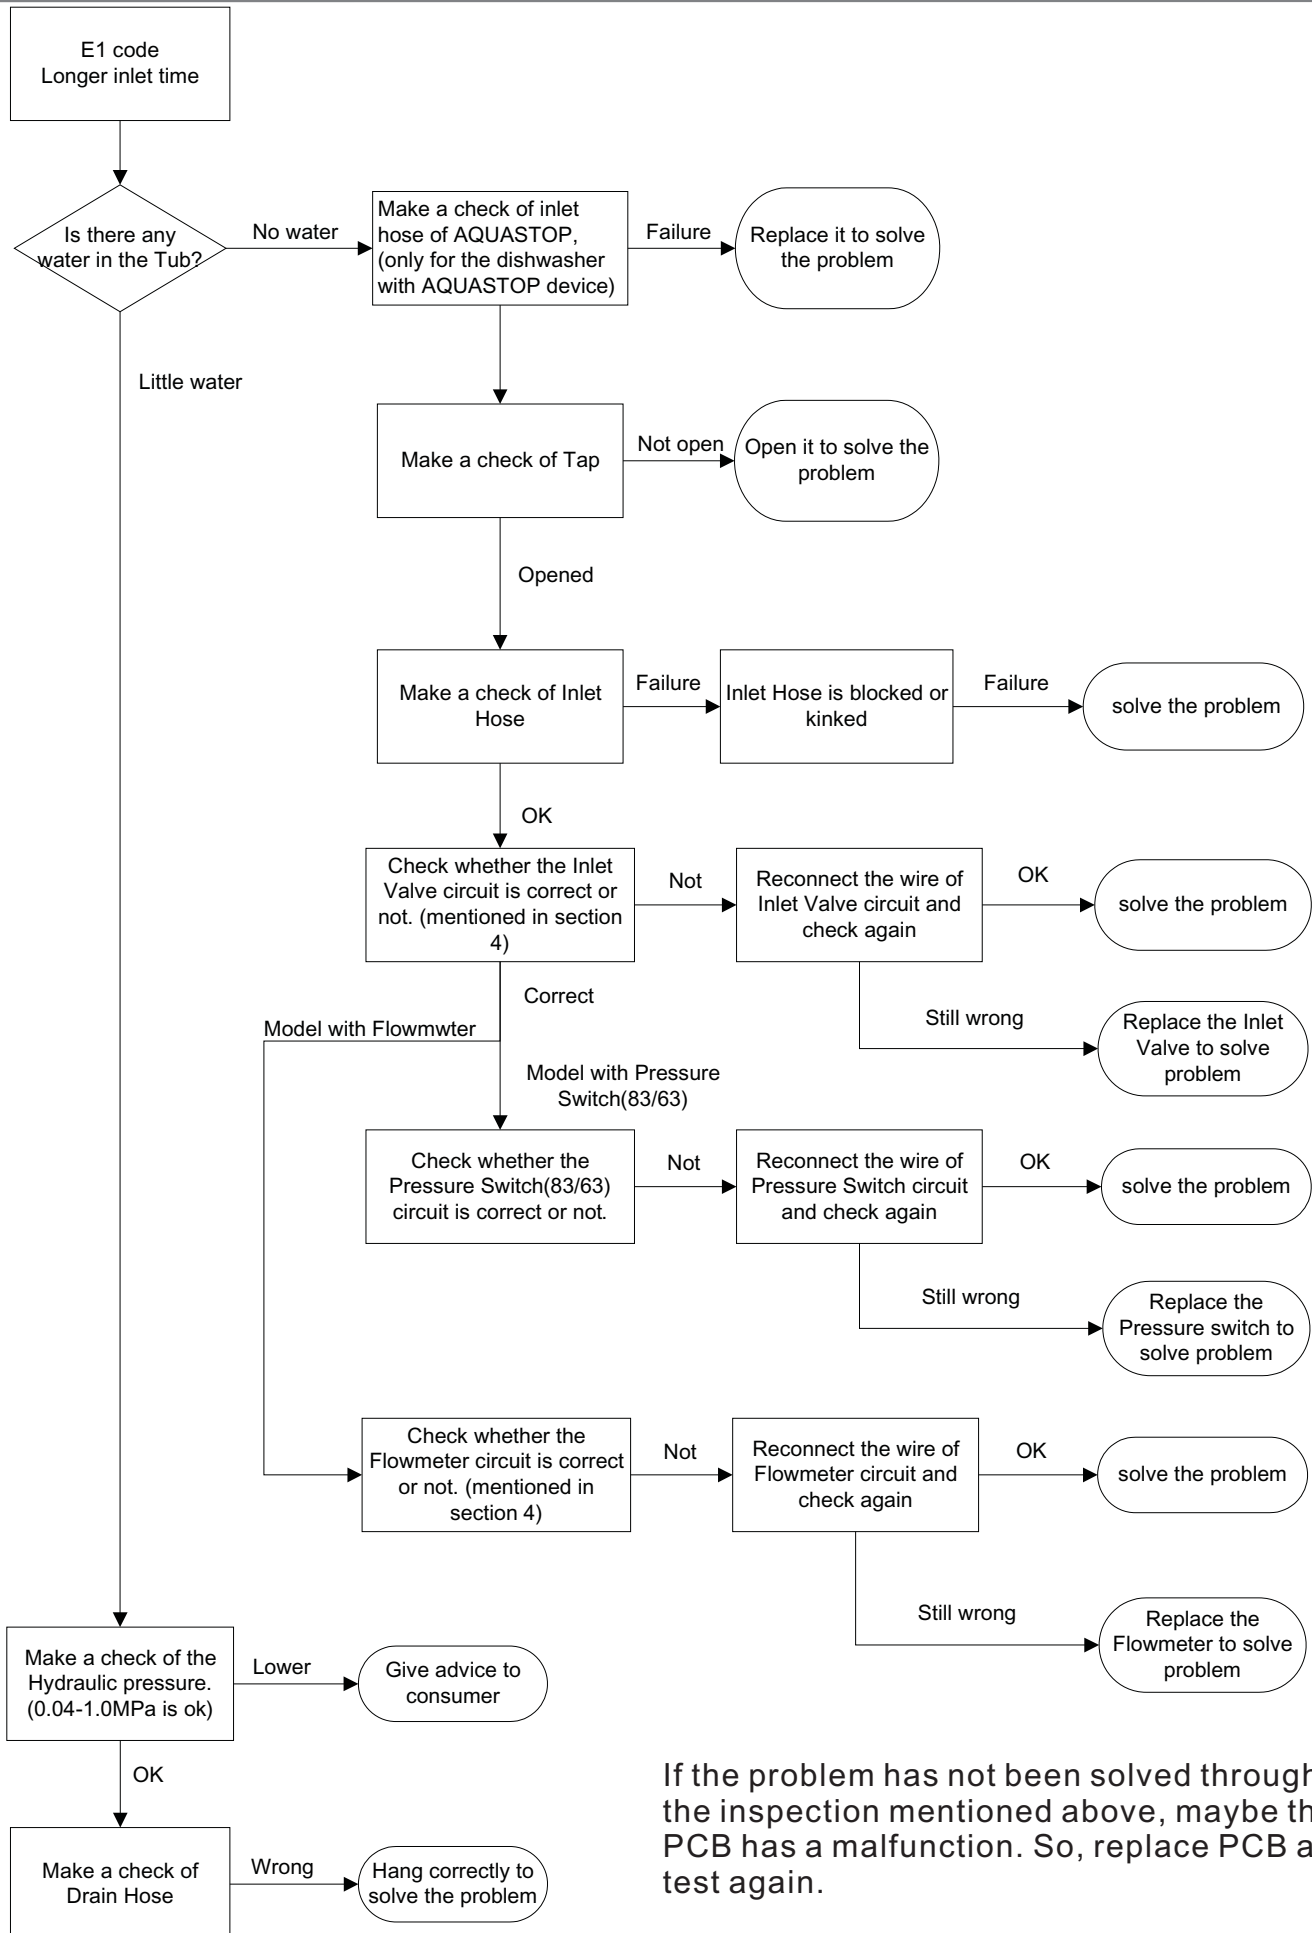 E1 code
Longer inlet time
Is there any
water in the Tub?
No water
Make a check of inlet
hose of AQUASTOP,
(only for the dishwasher
with AQUASTOP device)
Failure
Replace it to solve
the problem
Little water
Make a check of Tap
Not open
Open it to solve the
problem
Opened
Make a check of Inlet
Hose
Failure
Inlet Hose is blocked or
kinked
Failure
solve the problem
OK
Check whether the Inlet
Valve circuit is correct or
not. (mentioned in section
4)
Not
Reconnect the wire of
Inlet Valve circuit and
check again
OK
solve the problem
Correct
Still wrong
Replace the Inlet
Valve to solve
problem
Model with Flowmwter
Model with Pressure
Switch(83/63)
Check whether the
Pressure Switch(83/63)
circuit is correct or not.
Not
Reconnect the wire of
Pressure Switch circuit
and check again
OK
solve the problem
Still wrong
Replace the
Pressure switch to
solve problem
Check whether the
Flowmeter circuit is correct
or not. (mentioned in
section 4)
Not
Reconnect the wire of
Flowmeter circuit and
check again
OK
solve the problem
Still wrong
Replace the
Flowmeter to solve
problem
Make a check of the
Hydraulic pressure.
(0.04-1.0MPa is ok)
Lower
Give advice to
consumer
OK
Make a check of
Drain Hose
Wrong
Hang correctly to
solve the problem
If the problem has not been solved through
the inspection mentioned above, maybe th
PCB has a malfunction. So, replace PCB a
test again.